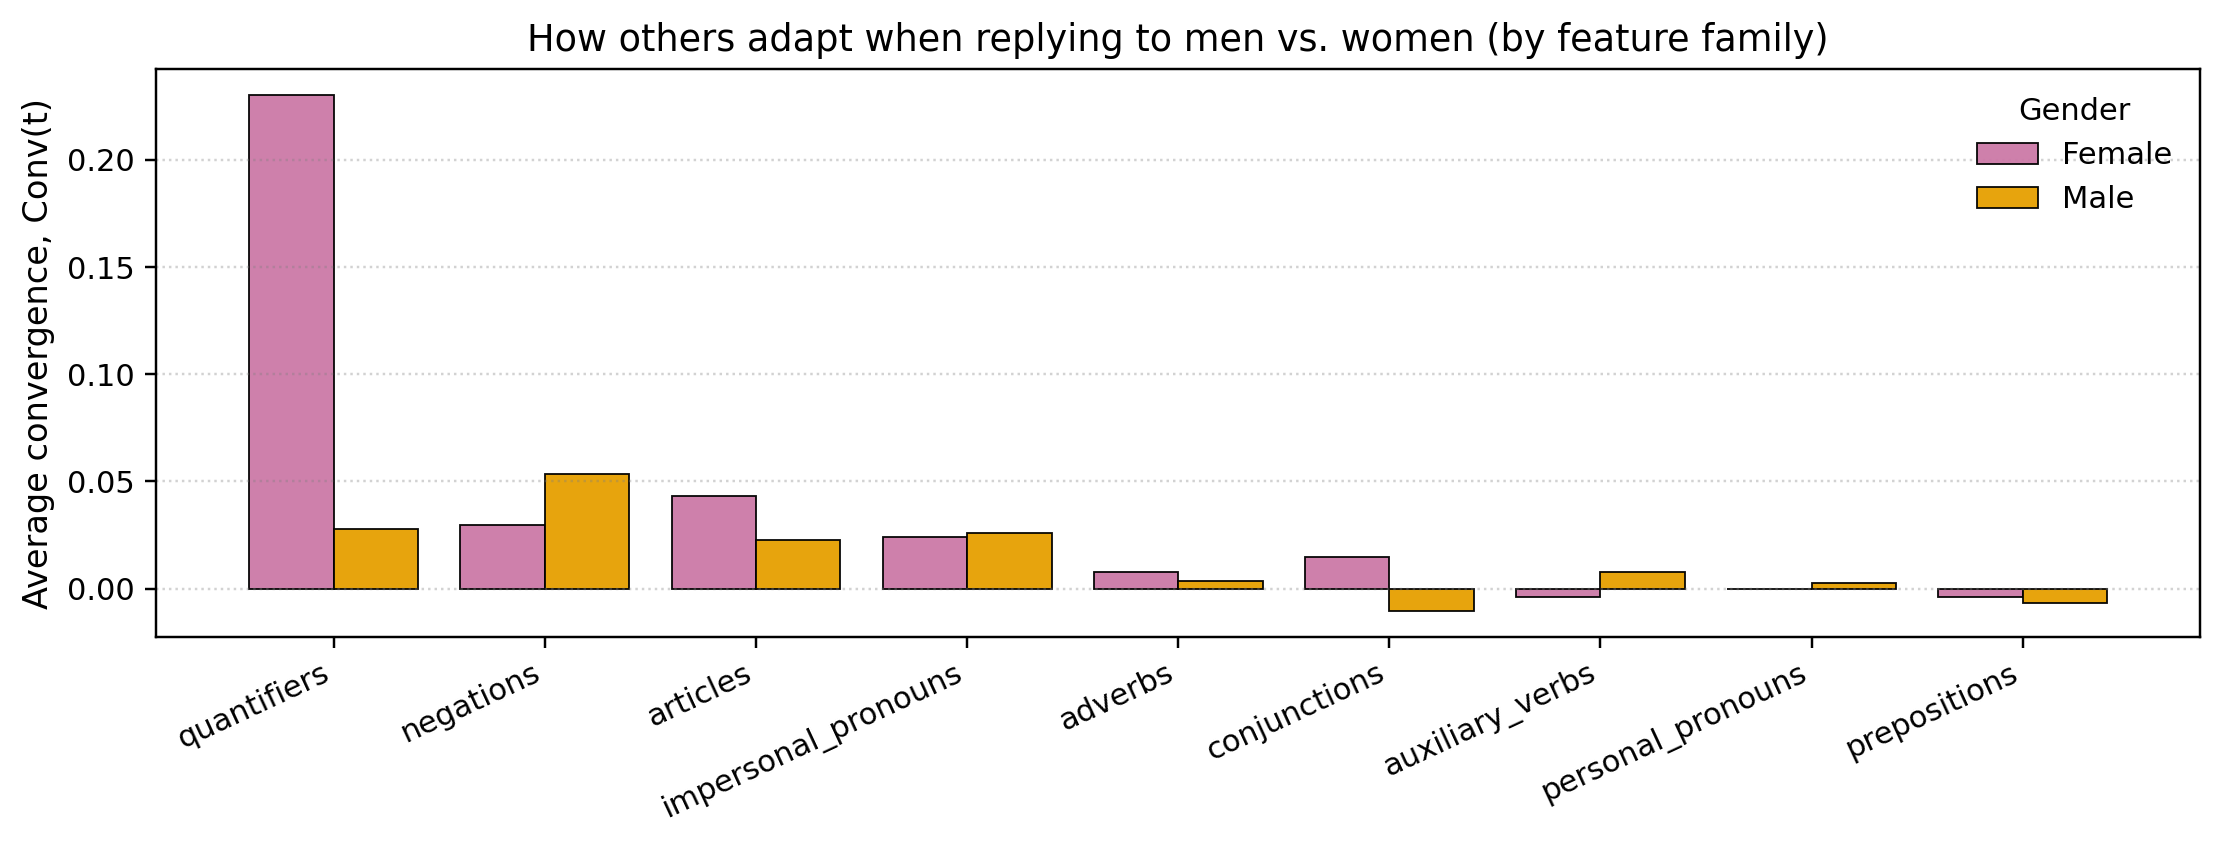 How others adapt when replying to men vs. women (by feature family)
Average convergence, Conv(t)
0.20
0.15
0.10
0.05
0.00
Gender
Female
Male
quantifiers
negations
articles
impersonal_pronouns
adverbs
conjunctions
auxiliary_verbs
personal_pronouns
prepositions